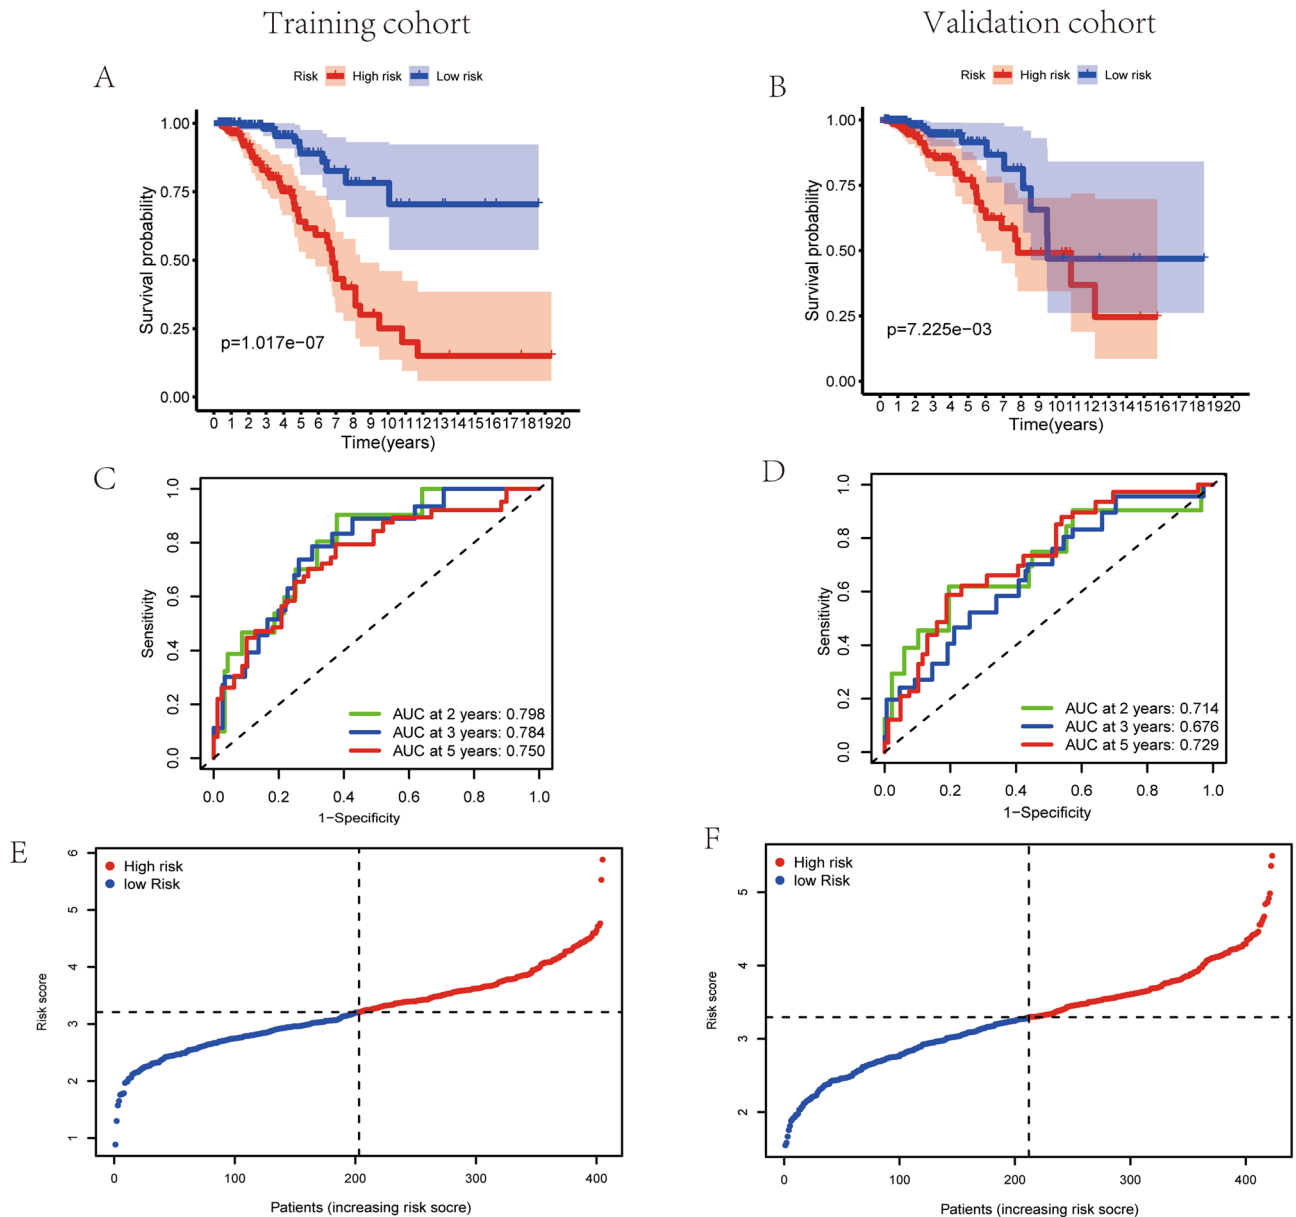 Training cohort
Validation cohort
A
Risk High risk Low risk
Survival probability
1.00
0.75
0.50
0.25
0.00
p=1.017e−07
0 1 2 3 4 5 6 7 8 9 10 11 12 13 14 15 16 17 18 19 20
Time(years)
B
Risk High risk Low risk
Survival probability
1.00
0.75
0.50
0.25
0.00
p=7.225e−03
0 1 2 3 4 5 6 7 8 9 10 11 12 13 14 15 16 17 18 19 20
Time(years)
C
Sensitivity
1.0
0.8
0.6
0.4
0.2
0.0
AUC at 2 years: 0.798
AUC at 3 years: 0.784
AUC at 5 years: 0.750
0.0 0.2 0.4 0.6 0.8 1.0
1−Specificity
D
Sensitivity
1.0
0.8
0.6
0.4
0.2
0.0
AUC at 2 years: 0.714
AUC at 3 years: 0.676
AUC at 5 years: 0.729
0.0 0.2 0.4 0.6 0.8 1.0
1−Specificity
E
High risk
low Risk
Risk score
6
5
4
3
2
1
0 100 200 300 400
Patients (increasing risk socre)
F
High risk
low Risk
Risk score
5
4
3
2
0 100 200 300 400
Patients (increasing risk socre)